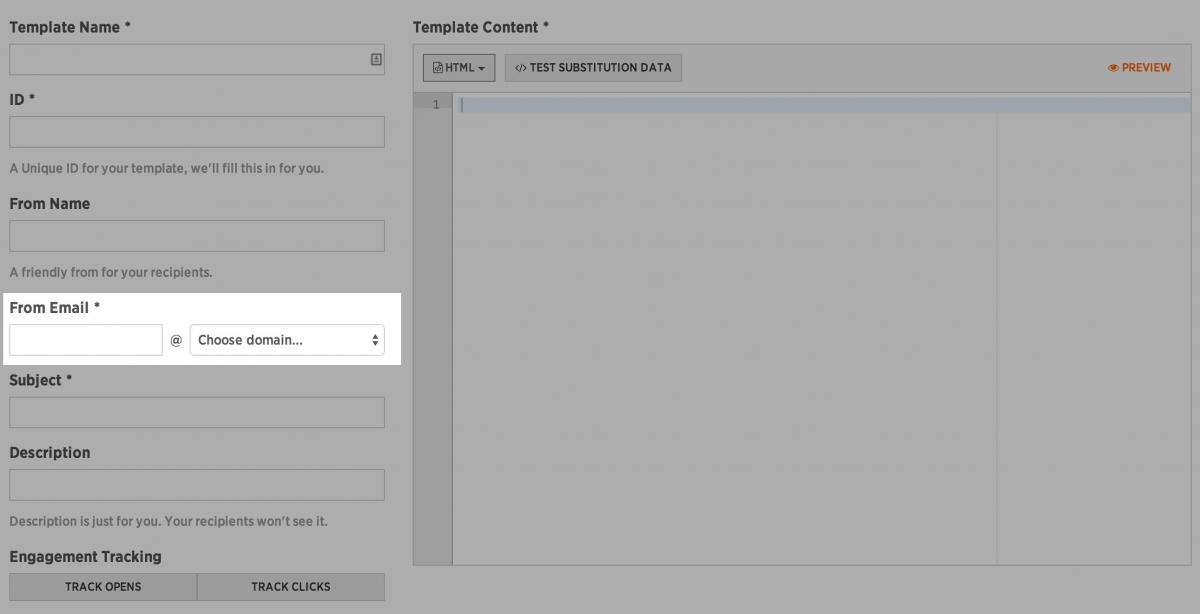 Template Name *
ID *
A Unique ID for your template, we'll fill this in for you.
From Name
A friendly from for your recipients.
From Email *
@ Choose domain...
Subject *
Description
Description is just for you. Your recipients won't see it.
Engagement Tracking
TRACK OPENS TRACK CLICKS
Template Content *
HTML </> TEST SUBSTITUTION DATA PREVIEW
1